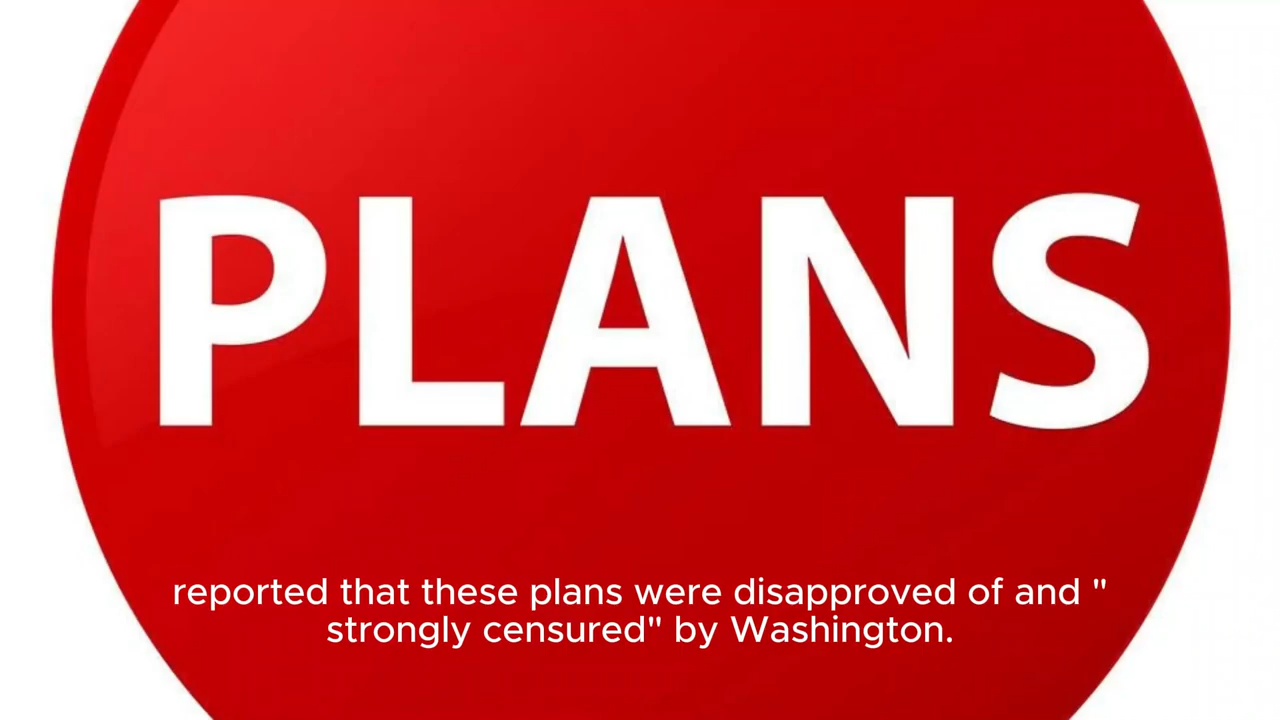 PLANS
reported that these plans were disapproved of and "
strongly censured" by Washington.